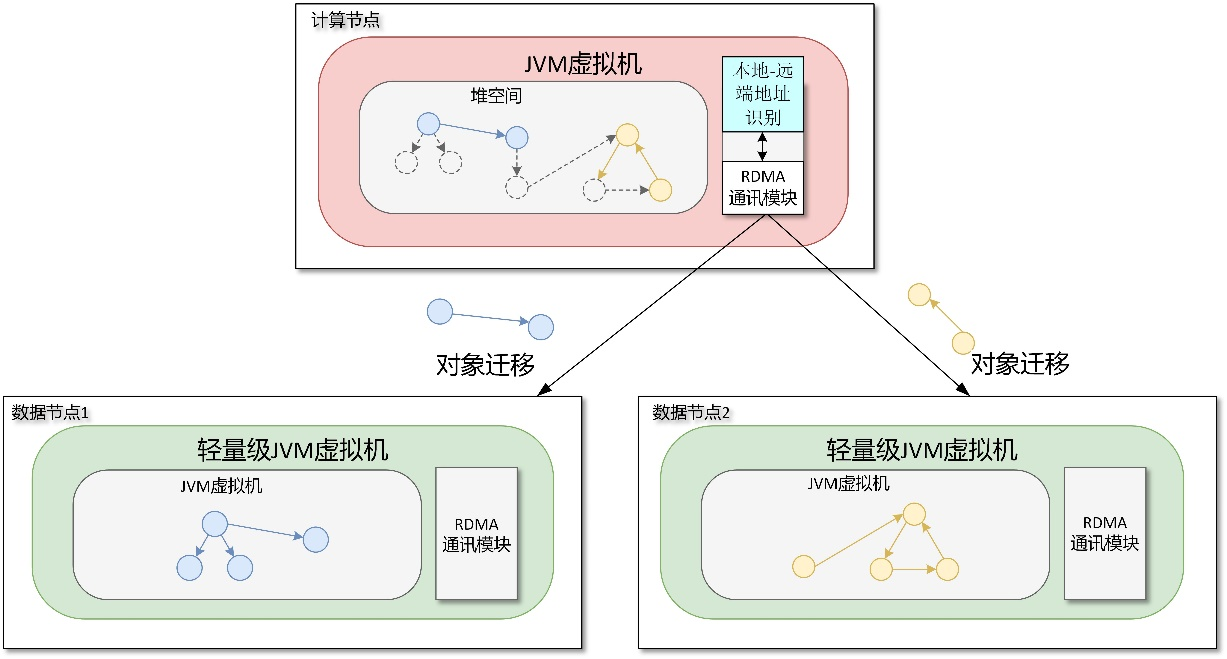 计算节点
JVM虚拟机
堆空间
本地-远
端地址
识别
RDMA
通讯模块
对象迁移
对象迁移
数据节点1
轻量级JVM虚拟机
JVM虚拟机
RDMA
通讯模块
数据节点2
轻量级JVM虚拟机
JVM虚拟机
RDMA
通讯模块